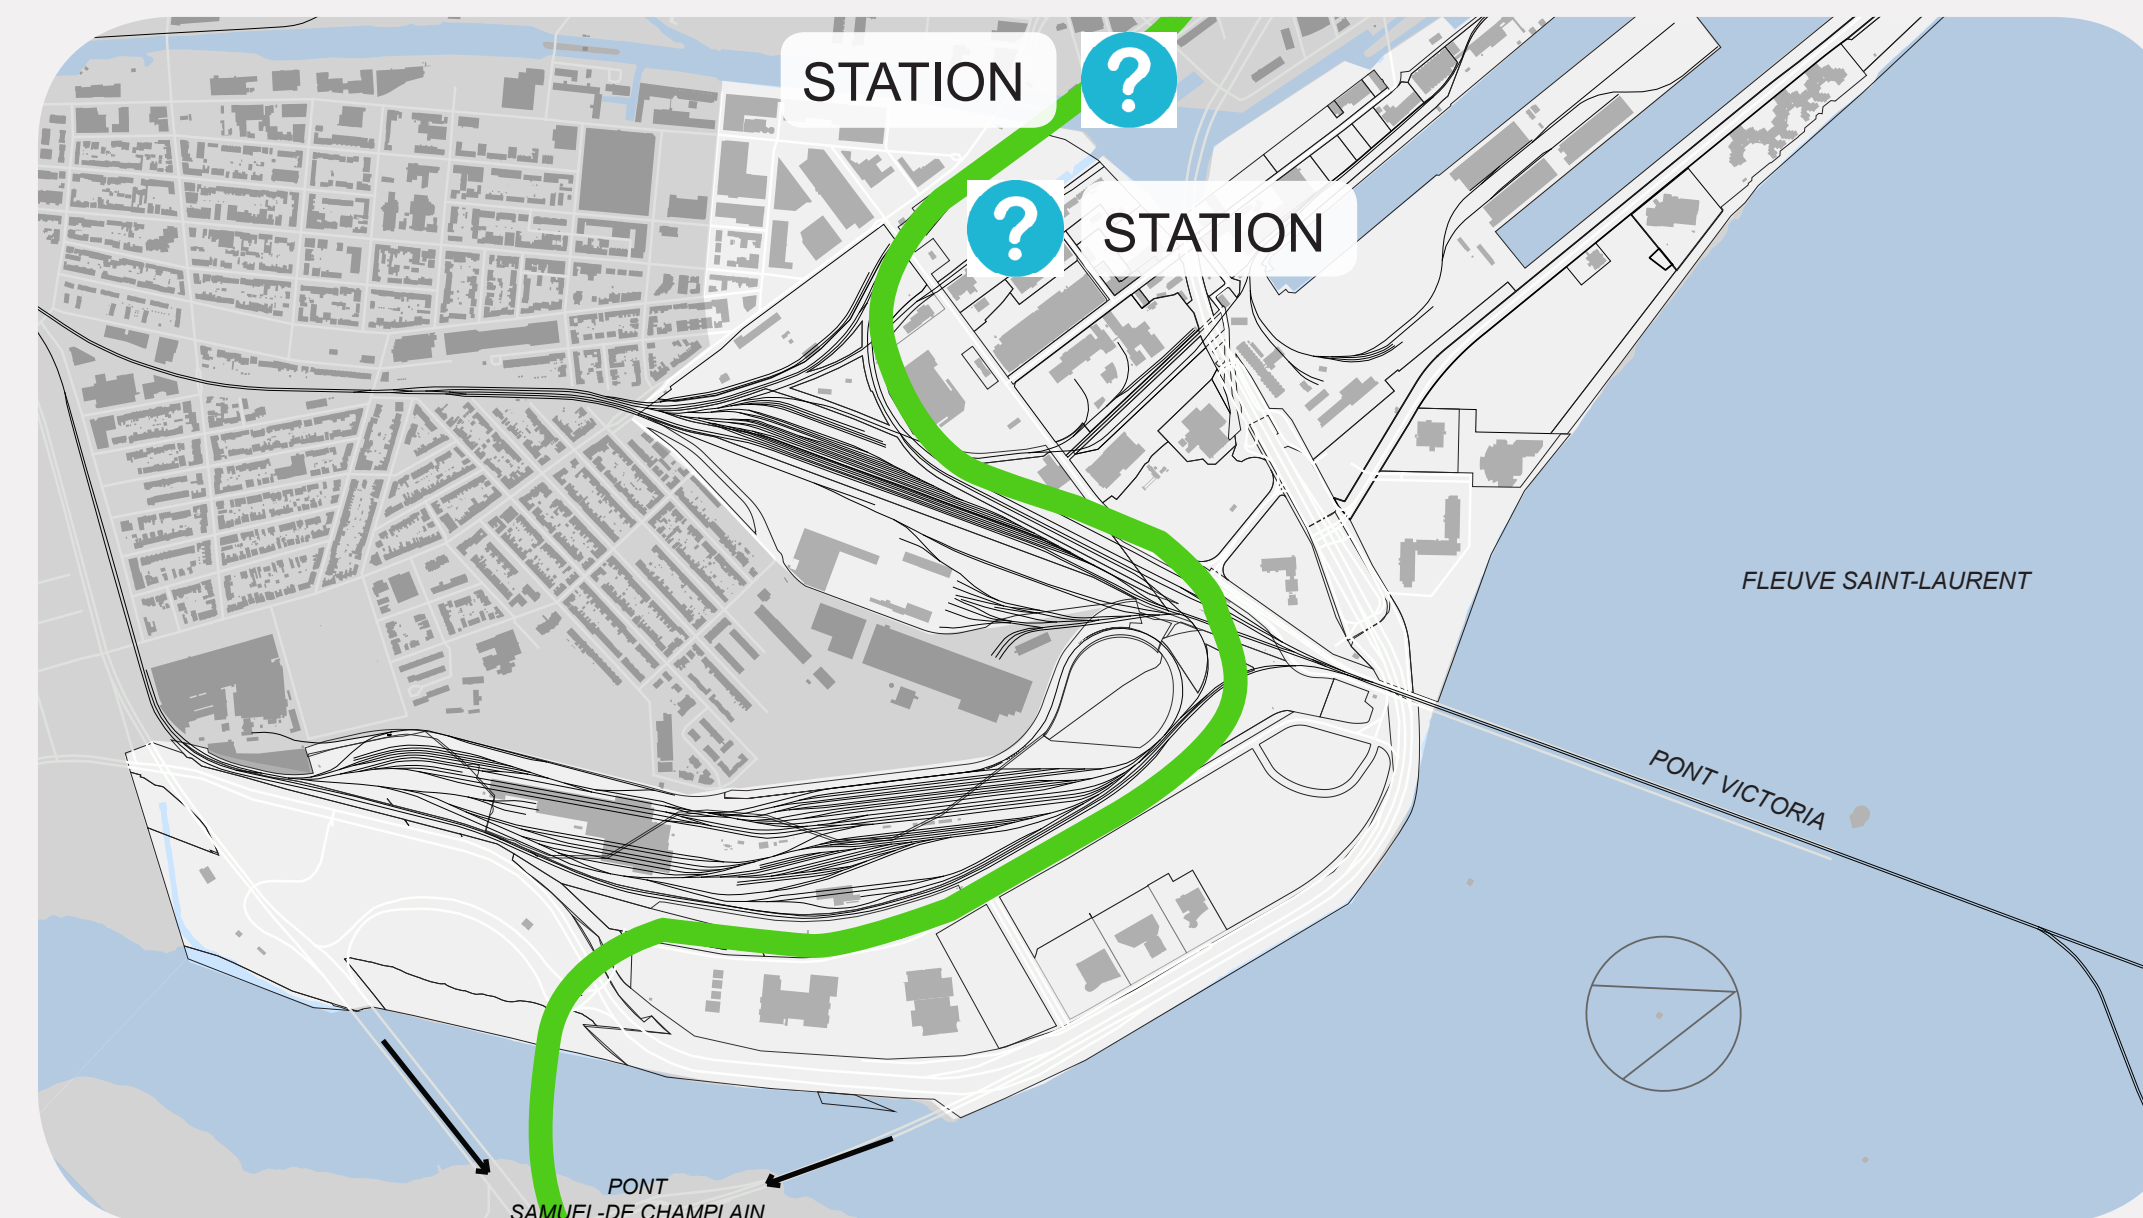 STATION ?
? STATION
FLEUVE SAINT-LAURENT
PONT VICTORIA
PONT
SAMUEL-DE CHAMPLAIN